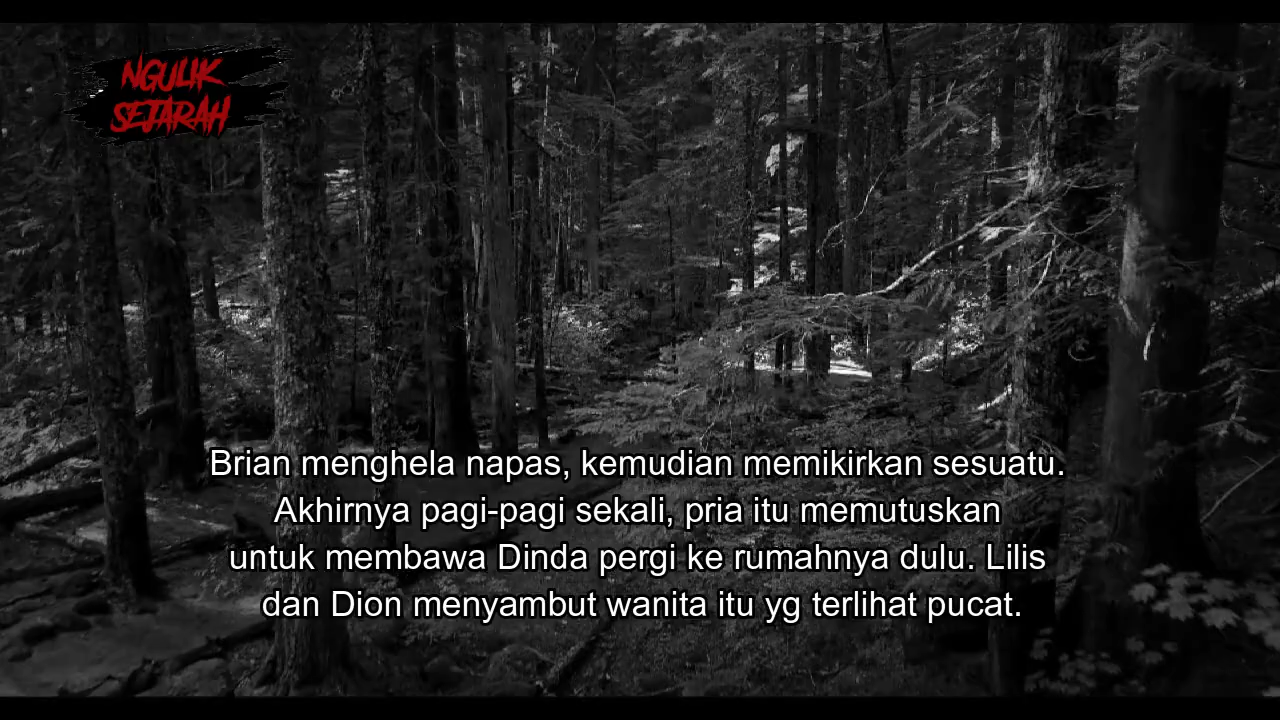 NGULIK
SEJARAH
Brian menghela napas, kemudian memikirkan sesuatu.
Akhirnya pagi-pagi sekali, pria itu memutuskan
untuk membawa Dinda pergi ke rumahnya dulu. Lilis
dan Dion menyambut wanita itu yg terlihat pucat.